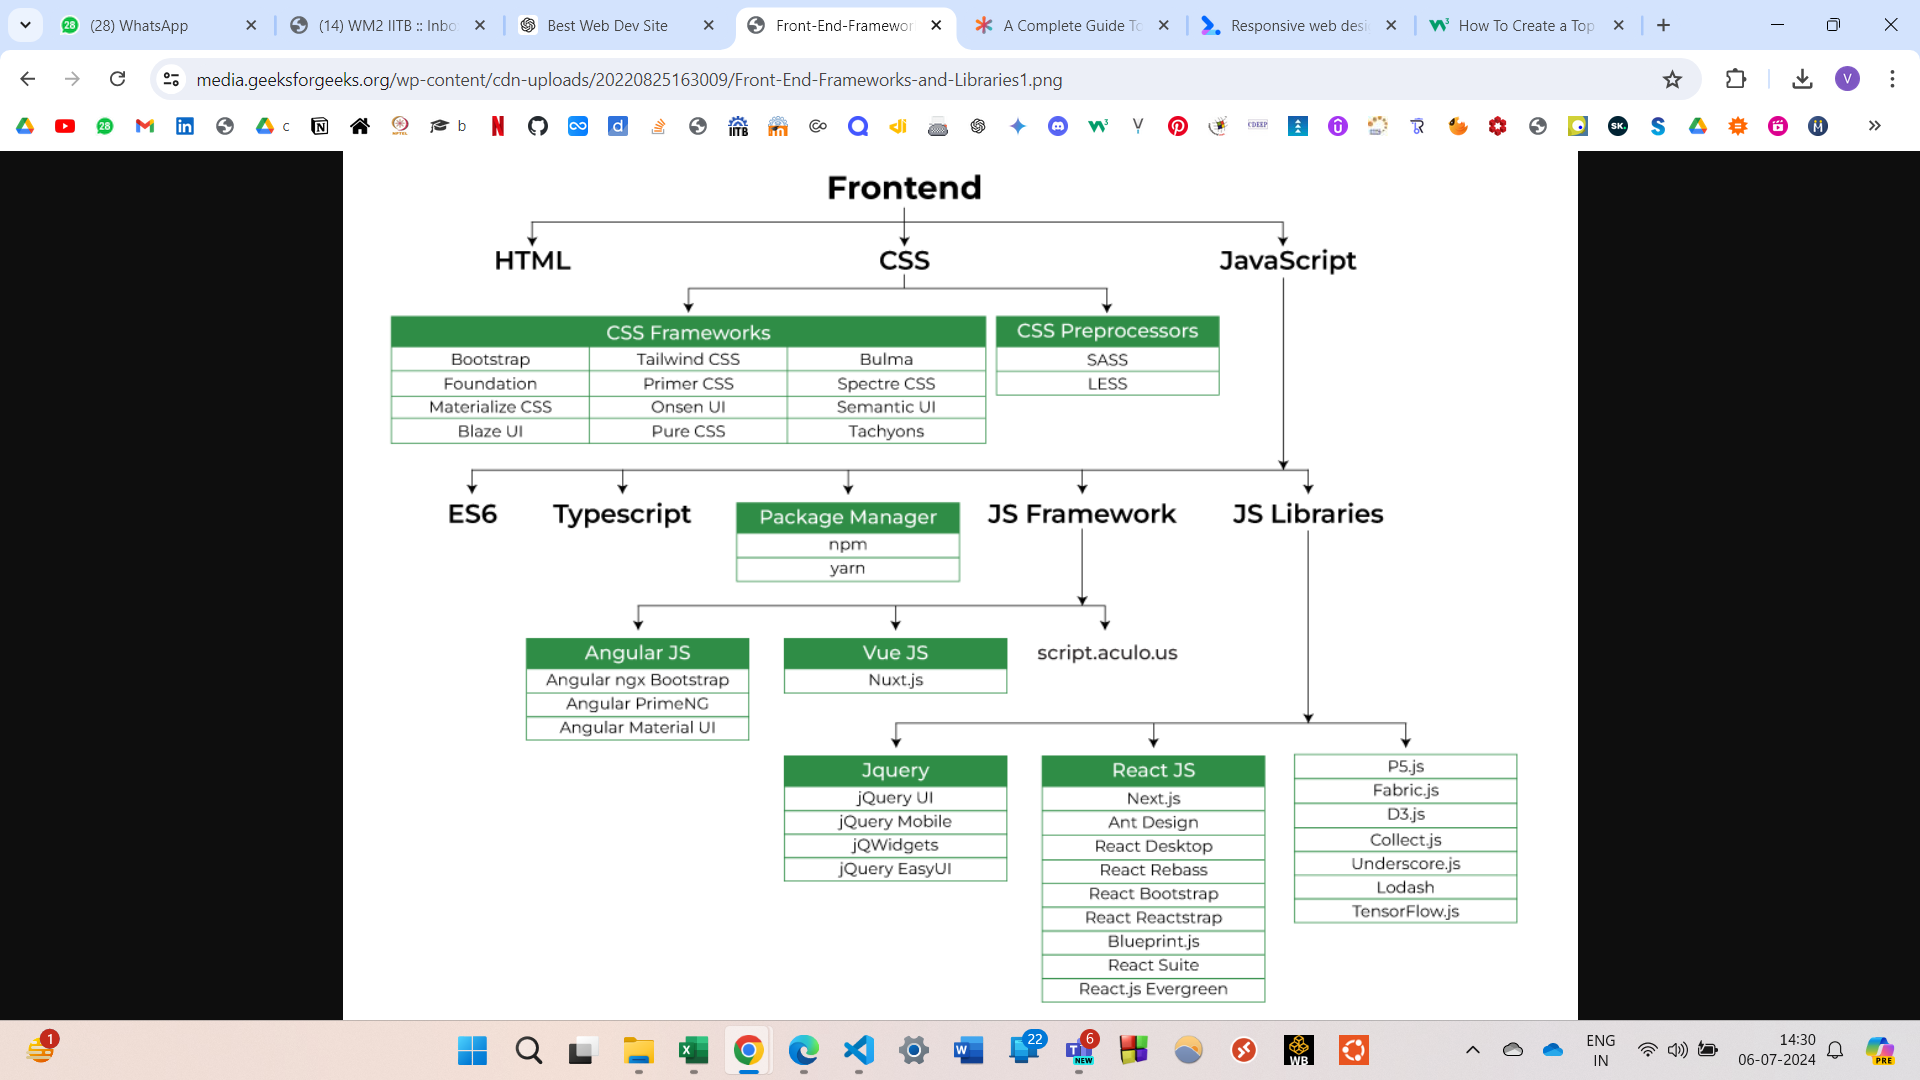 (28) WhatsApp
(14) WM2 IITB :: Inbo
Best Web Dev Site
Front-End-Framewor
A Complete Guide To
Responsive web desi
How To Create a Top
media.geeksforgeeks.org/wp-content/cdn-uploads/20220825163009/Front-End-Frameworks-and-Libraries1.png
V
28
c
b
IITB
SK.
Frontend
HTML CSS JavaScript
CSS Frameworks CSS Preprocessors
Bootstrap Tailwind CSS Bulma SASS
Foundation Primer CSS Spectre CSS LESS
Materialize CSS Onsen UI Semantic UI
Blaze UI Pure CSS Tachyons
ES6 Typescript Package Manager JS Framework JS Libraries
npm
yarn
Angular JS Vue JS script.aculo.us
Angular ngx Bootstrap Nuxt.js
Angular PrimeNG
Angular Material UI
Jquery React JS P5.js
jQuery UI Next.js Fabric.js
jQuery Mobile Ant Design D3.js
jQWidgets React Desktop Collect.js
jQuery EasyUI React Rebass Underscore.js
React Bootstrap Lodash
React Reactstrap TensorFlow.js
Blueprint.js
React Suite
React.js Evergreen
1
22
6
NEW
WB
ENG
IN
14:30
06-07-2024
PRE